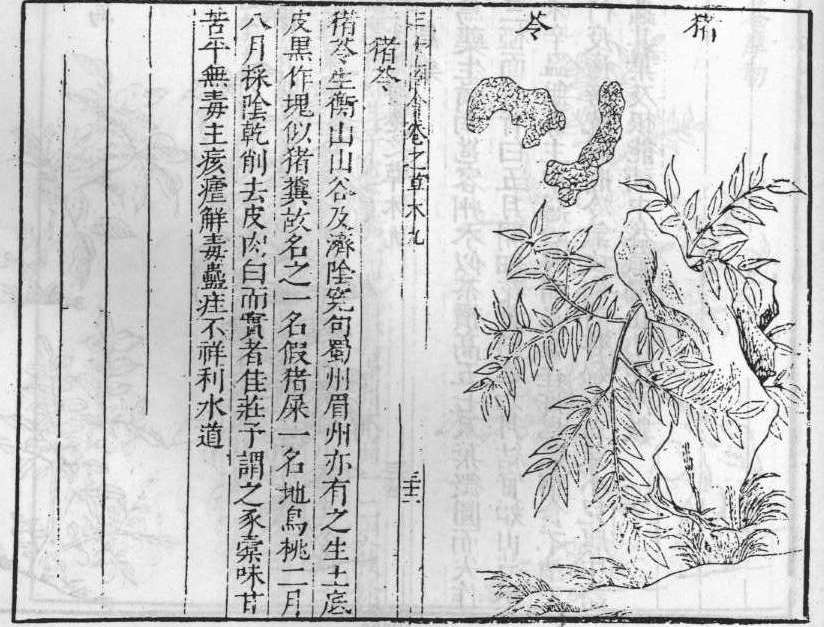 猪苓
三才圖會卷之草木九
猪苓
猪苓生衡山山谷及濟陰寃句蜀州眉州亦有之生土底
皮黑作塊似猪糞故名之一名假猪屎一名地烏桃二月
八月採陰乾削去皮肉白而實者佳莊子謂之豕橐味甘
苦平無毒主痎瘧解毒蠱疰不祥利水道